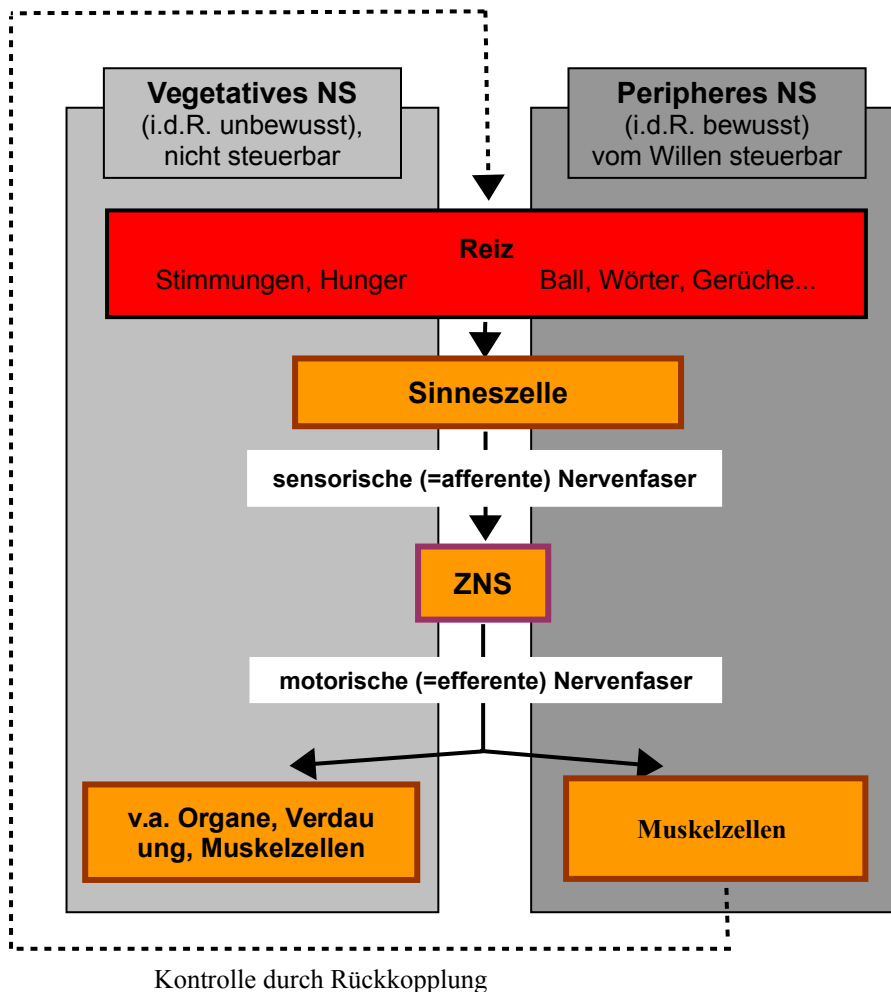 Vegetatives NS
(i.d.R. unbewusst),
nicht steuerbar
Peripheres NS
(i.d.R. bewusst)
vom Willen steuerbar
Reiz
Stimmungen, Hunger
Ball, Wörter, Gerüche...
Sinneszelle
sensorische (=afferente) Nervenfaser
ZNS
motorische (=efferente) Nervenfaser
v.a. Organe, Verdau
ung, Muskelzellen
Muskelzellen
Kontrolle durch Rückkopplung